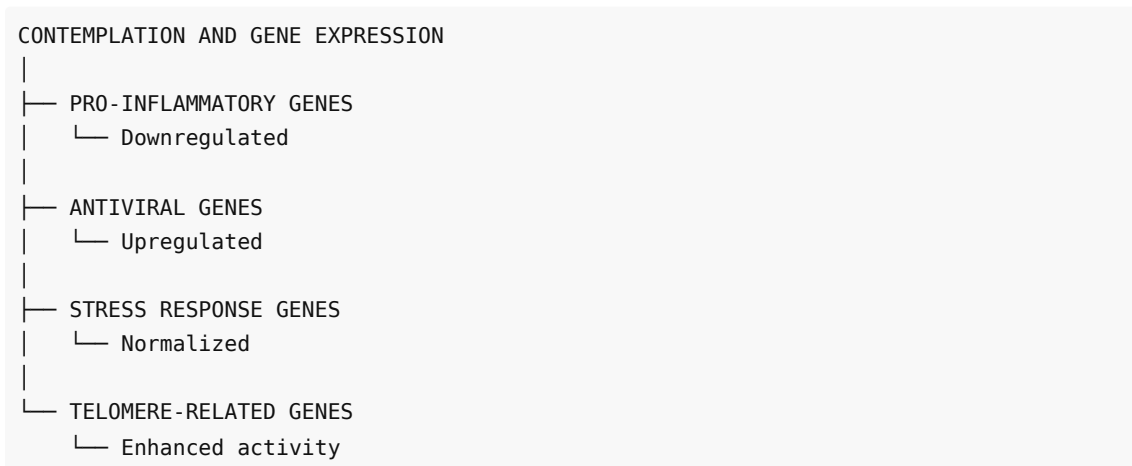 CONTEMPLATION AND GENE EXPRESSION
│
├── PRO-INFLAMMATORY GENES
│   └── Downregulated
│
├── ANTIVIRAL GENES
│   └── Upregulated
│
├── STRESS RESPONSE GENES
│   └── Normalized
│
└── TELOMERE-RELATED GENES
    └── Enhanced activity